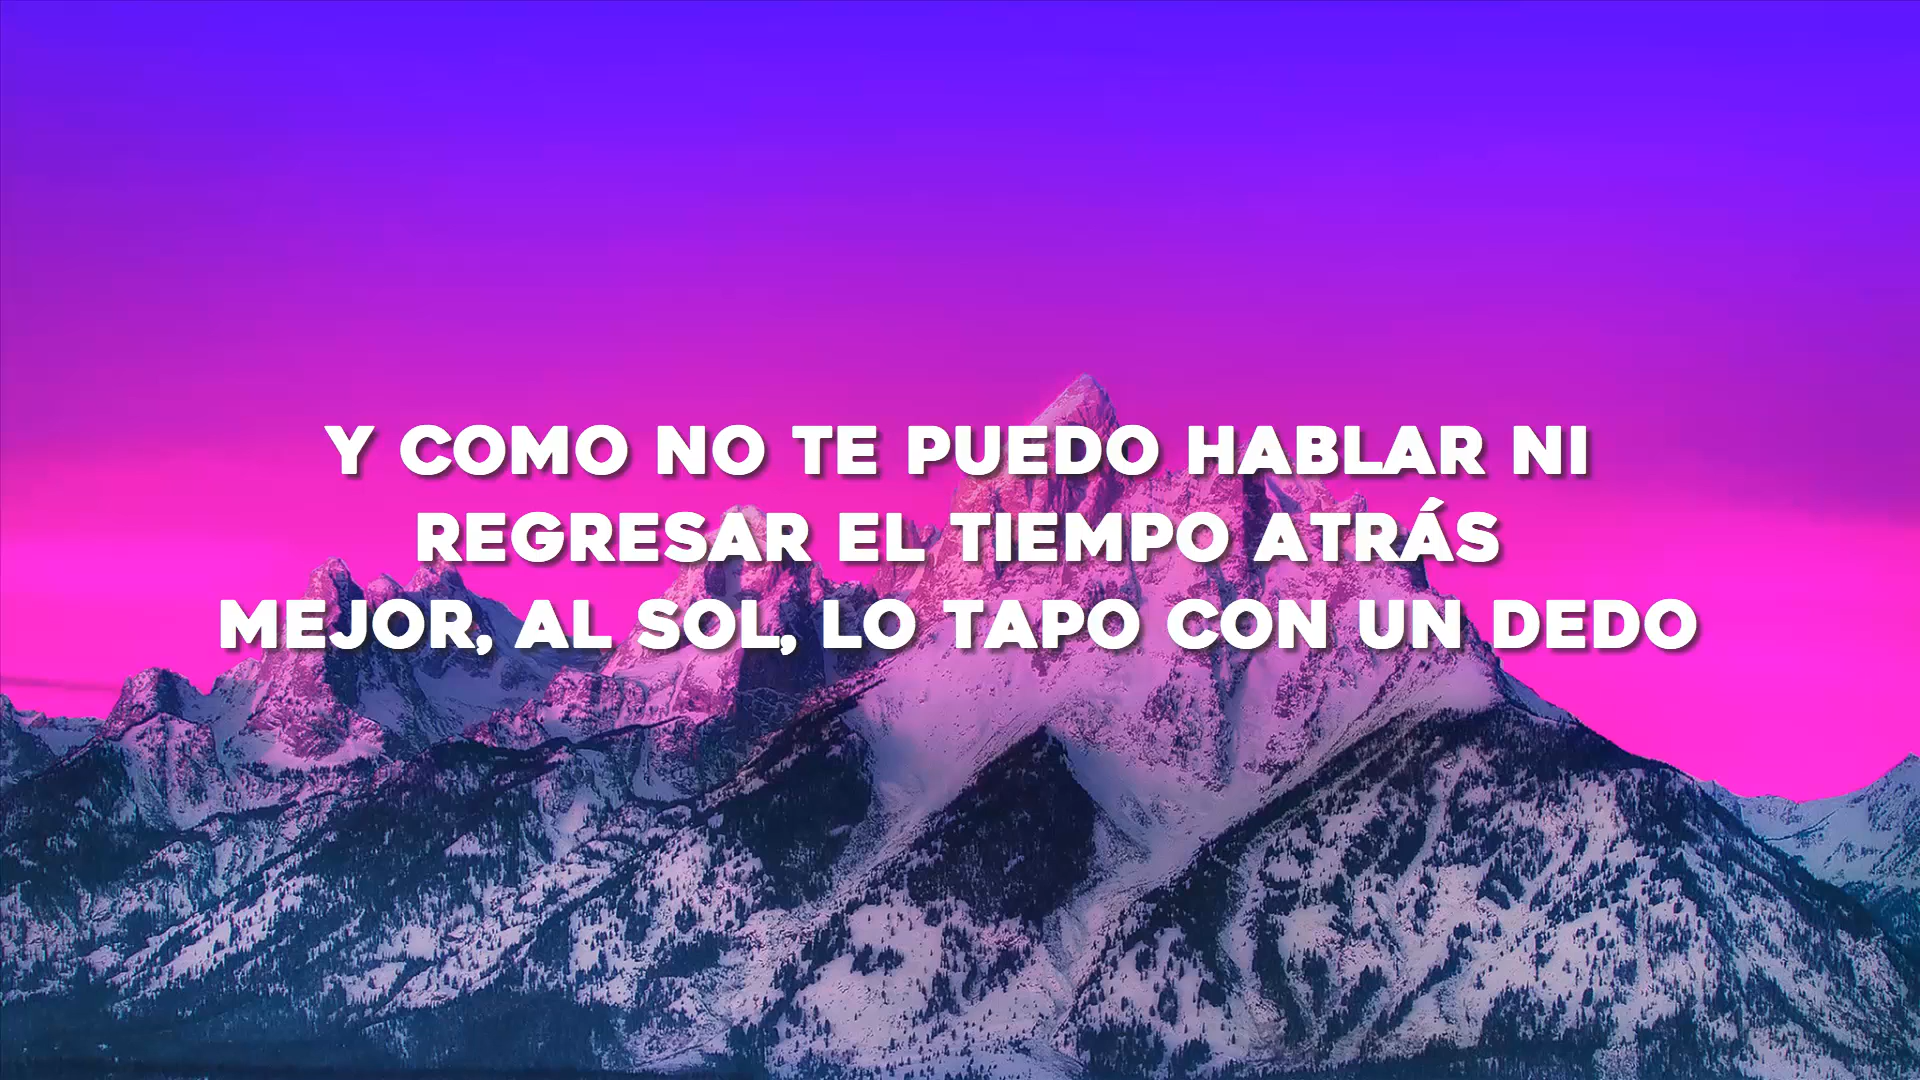 Y COMO NO TE PUEDO HABLAR NI
REGRESAR EL TIEMPO ATRÁS
MEJOR, AL SOL, LO TAPO CON UN DEDO